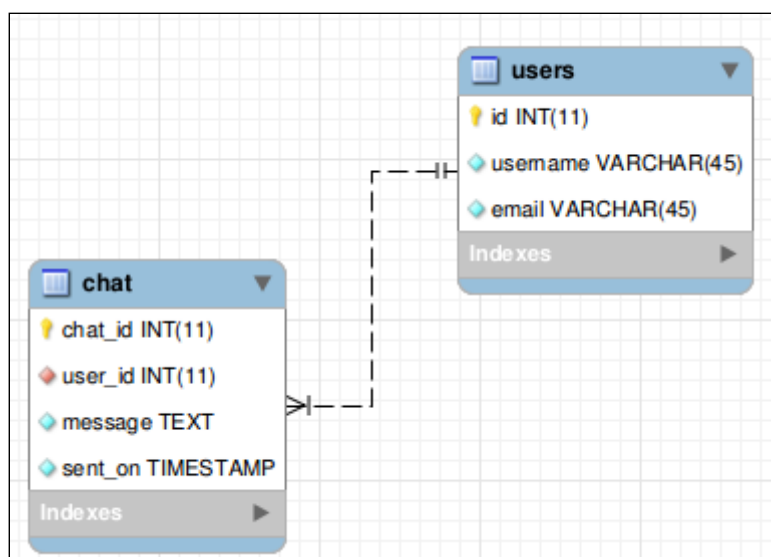 users
id INT(11)
username VARCHAR(45)
email VARCHAR(45)
Indexes
chat
chat_id INT(11)
user_id INT(11)
message TEXT
sent_on TIMESTAMP
Indexes